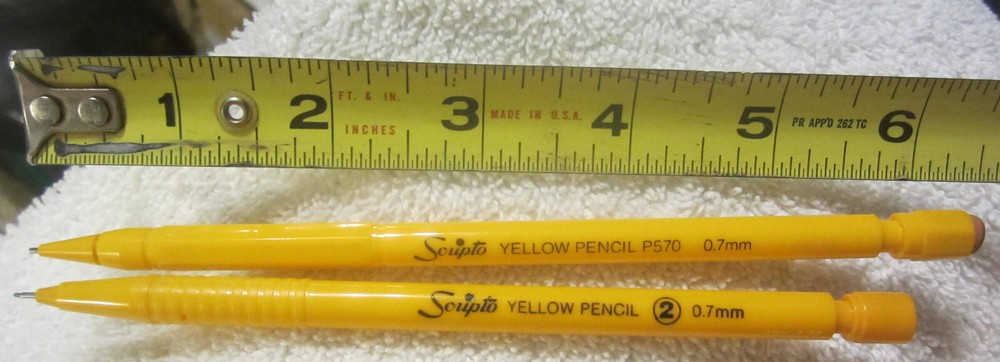 1 2 3 4 5 6
FT. & IN.
INCHES
MADE IN U.S.A.
PR APP'D 262 TC
Scripto YELLOW PENCIL P570 0.7mm
Scripto YELLOW PENCIL 2 0.7mm